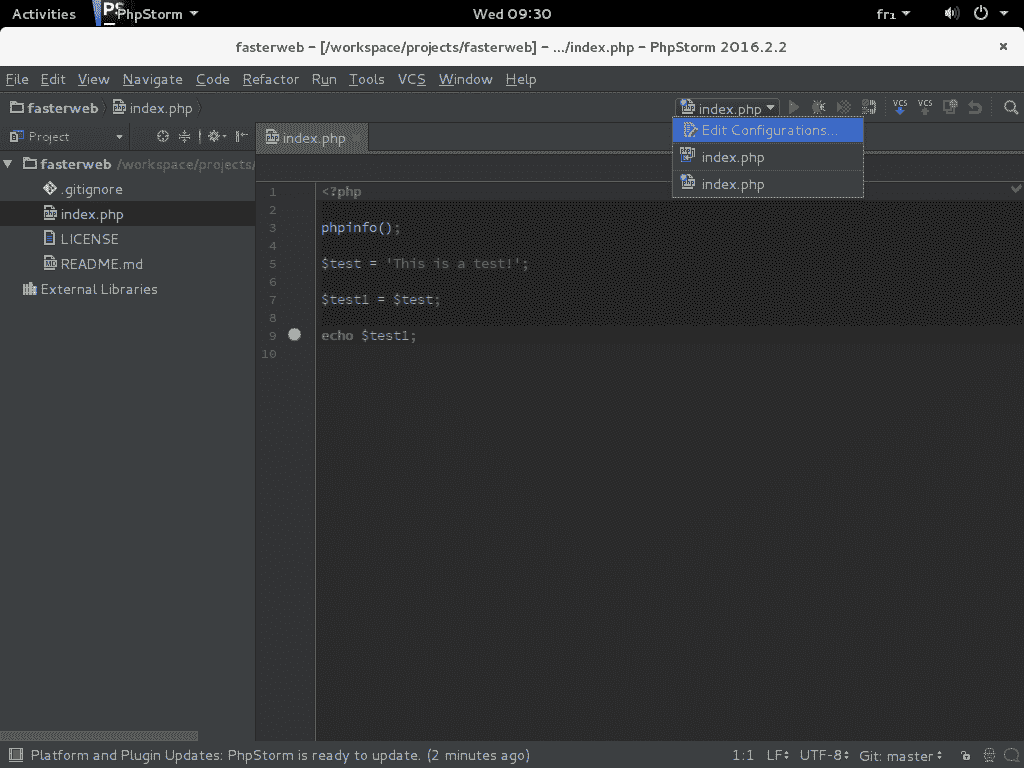 Activities PhpStorm Wed 09:30 fr1
fasterweb – [/workspace/projects/fasterweb] – .../index.php – PhpStorm 2016.2.2 ×
File Edit View Navigate Code Refactor Run Tools VCS Window Help
fasterweb index.php index.php VCS VCS
Project index.php
Edit Configurations...
index.php
index.php
fasterweb /workspace/projects/
.gitignore
index.php
LICENSE
README.md
External Libraries
1 <?php
2
3 phpinfo();
4
5 $test = 'This is a test!';
6
7 $test1 = $test;
8
9 echo $test1;
10
Platform and Plugin Updates: PhpStorm is ready to update. (2 minutes ago) 1:1 LF UTF-8 Git: master